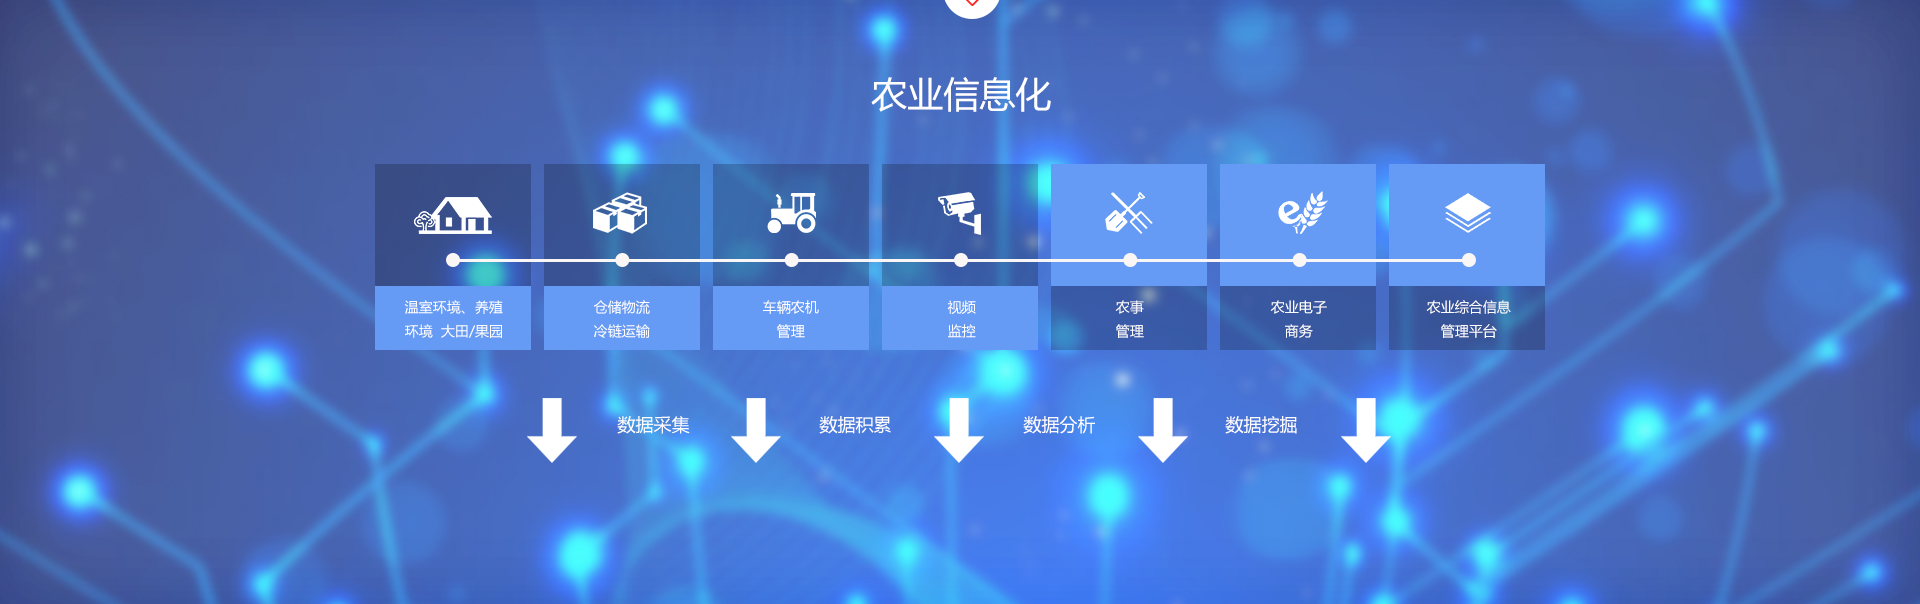 农业信息化
温室环境、养殖
环境 大田/果园
仓储物流
冷链运输
车辆农机
管理
视频
监控
农事
管理
农业电子
商务
农业综合信息
管理平台
数据采集
数据积累
数据分析
数据挖掘